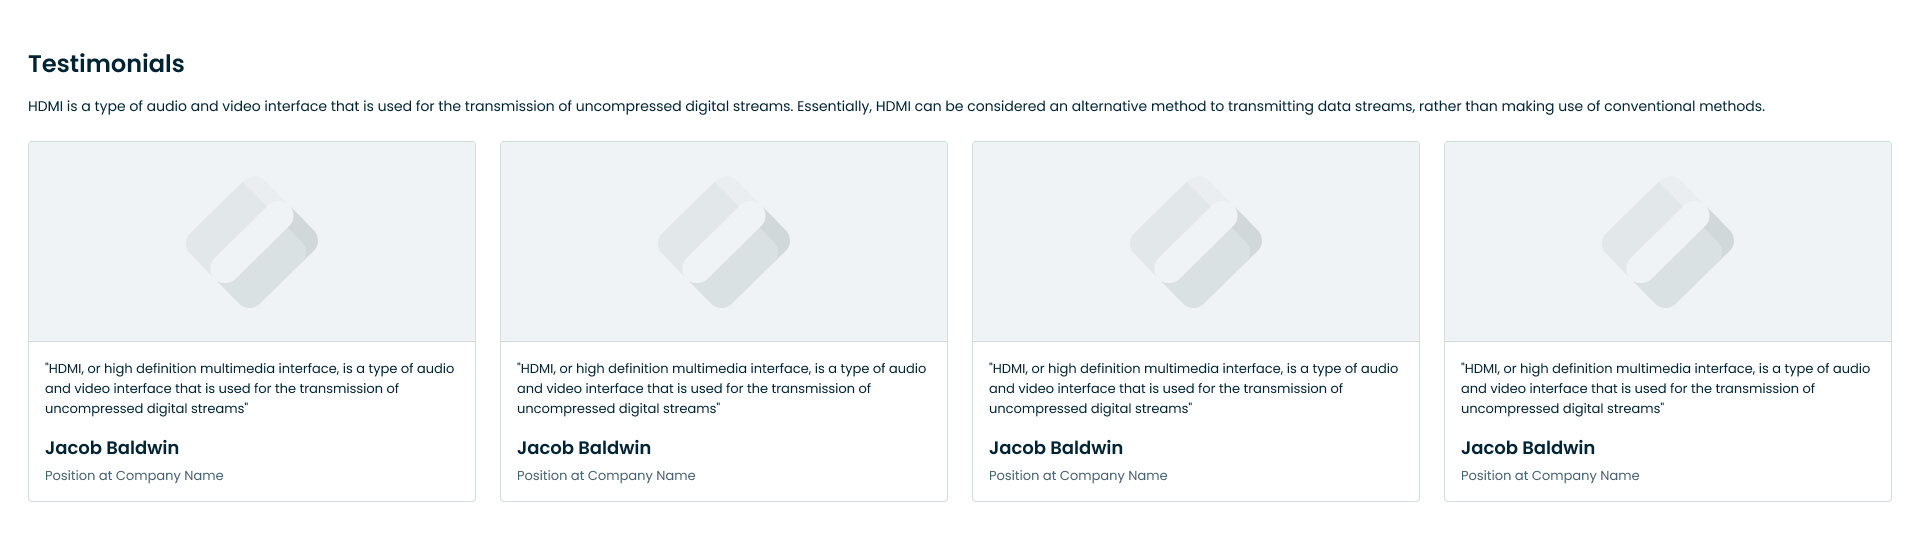 Testimonials
HDMI is a type of audio and video interface that is used for the transmission of uncompressed digital streams. Essentially, HDMI can be considered an alternative method to transmitting data streams, rather than making use of conventional methods.
"HDMI, or high definition multimedia interface, is a type of audio
and video interface that is used for the transmission of
uncompressed digital streams"
Jacob Baldwin
Position at Company Name
"HDMI, or high definition multimedia interface, is a type of audio
and video interface that is used for the transmission of
uncompressed digital streams"
Jacob Baldwin
Position at Company Name
"HDMI, or high definition multimedia interface, is a type of audio
and video interface that is used for the transmission of
uncompressed digital streams"
Jacob Baldwin
Position at Company Name
"HDMI, or high definition multimedia interface, is a type of audio
and video interface that is used for the transmission of
uncompressed digital streams"
Jacob Baldwin
Position at Company Name